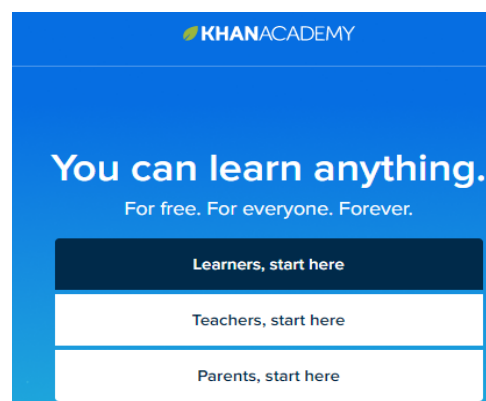 KHANACADEMY
You can learn anything.
For free. For everyone. Forever.
Learners, start here
Teachers, start here
Parents, start here